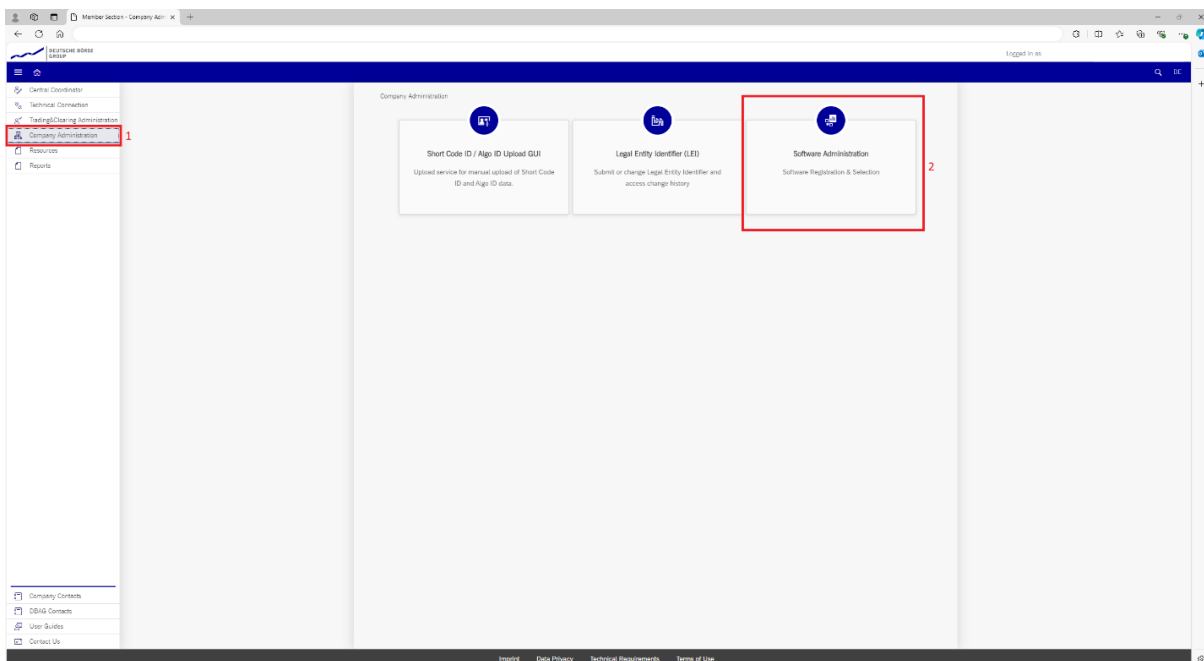 Member Section - Company Adm
DEUTSCHE BÖRSE
GROUP
Logged in as
DE
Central Coordinator
Technical Connection
Trading&Clearing Administration
Company Administration
1
Resources
Reports
Company Administration
Short Code ID / Algo ID Upload GUI
Upload service for manual upload of Short Code
ID and Algo ID data.
Legal Entity Identifier (LEI)
Submit or change Legal Entity Identifier and
access change history
Software Administration
Software Registration & Selection
2
Company Contacts
DBAG Contacts
User Guides
Contact Us
Imprint Data Privacy Technical Requirements Terms of Use